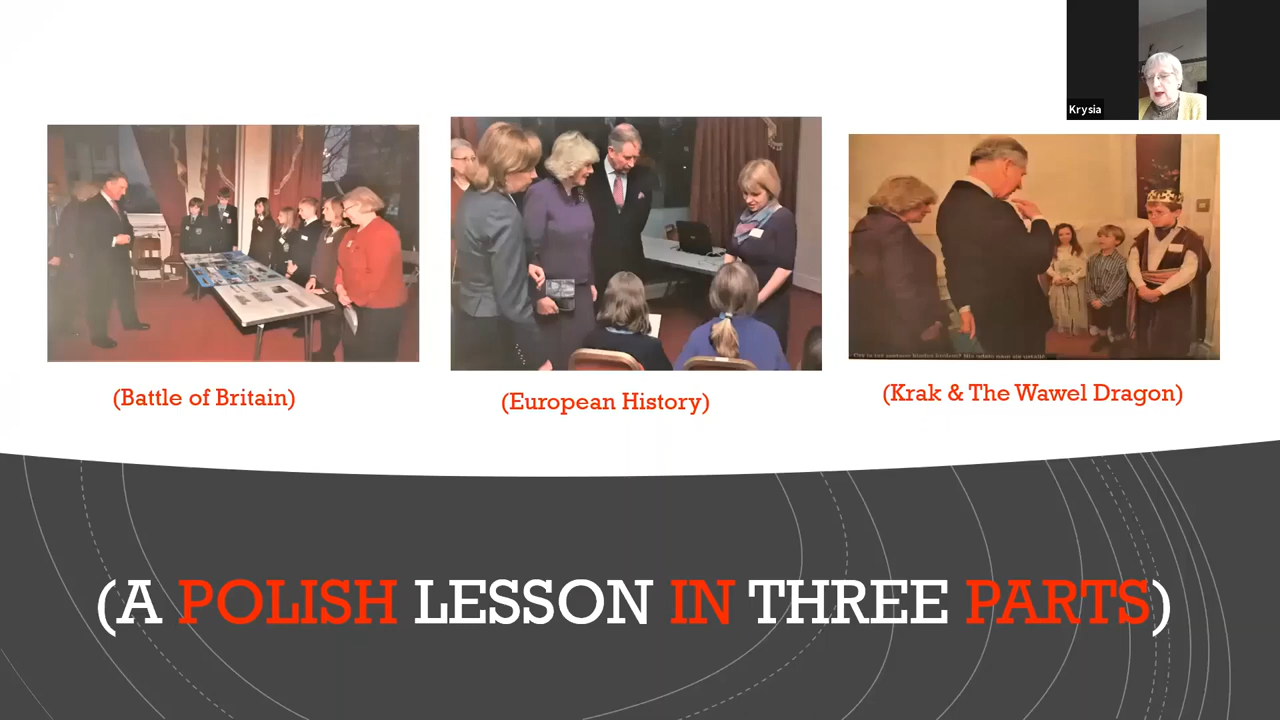 Krysia
(Battle of Britain)
(European History)
(Krak & The Wawel Dragon)
(A POLISH LESSON IN THREE PARTS)